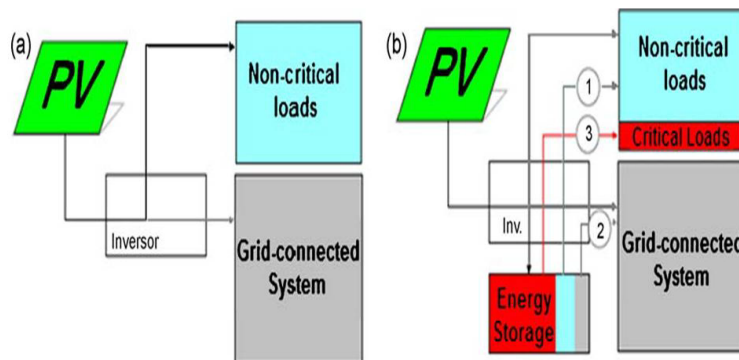 (a)
PV
Non-critical
loads
Inversor
Grid-connected
System
(b)
PV
Non-critical
loads
1
3
Critical Loads
Inv.
2
Energy
Storage
Grid-connected
System